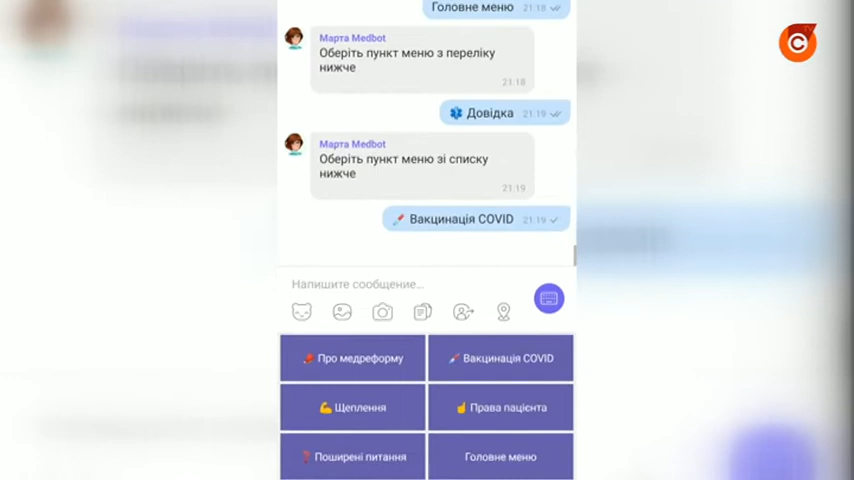 Головне меню 21:18
Марта Medbot
Оберіть пункт меню з переліку
нижче
21:18
Довідка 21:19
Марта Medbot
Оберіть пункт меню зі списку
нижче
21:19
Вакцинація COVID 21:19
Напишите сообщение...
Про медреформу
Вакцинація COVID
Щеплення
Права пацієнта
Поширені питання
Головне меню
C
TV